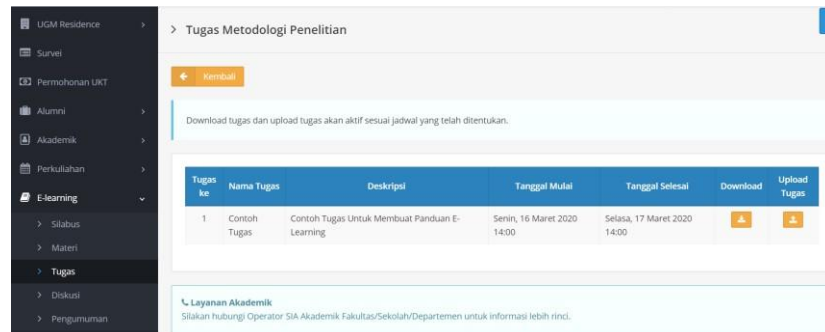 UGM Residence
Survei
Permohonan UKT
Alumni
Akademik
Perkuliahan
E-learning
Silabus
Materi
Tugas
Diskusi
Pengumuman
Tugas Metodologi Penelitian
Kembali
Download tugas dan upload tugas akan aktif sesuai jadwal yang telah ditentukan.
Tugas ke Nama Tugas Deskripsi Tanggal Mulai Tanggal Selesai Download Upload Tugas
1 Contoh Tugas Contoh Tugas Untuk Membuat Panduan E-Learning Senin, 16 Maret 2020 14:00 Selasa, 17 Maret 2020 14:00
Layanan Akademik
Silakan hubungi Operator SIA Akademik Fakultas/Sekolah/Departemen untuk informasi lebih rinci.